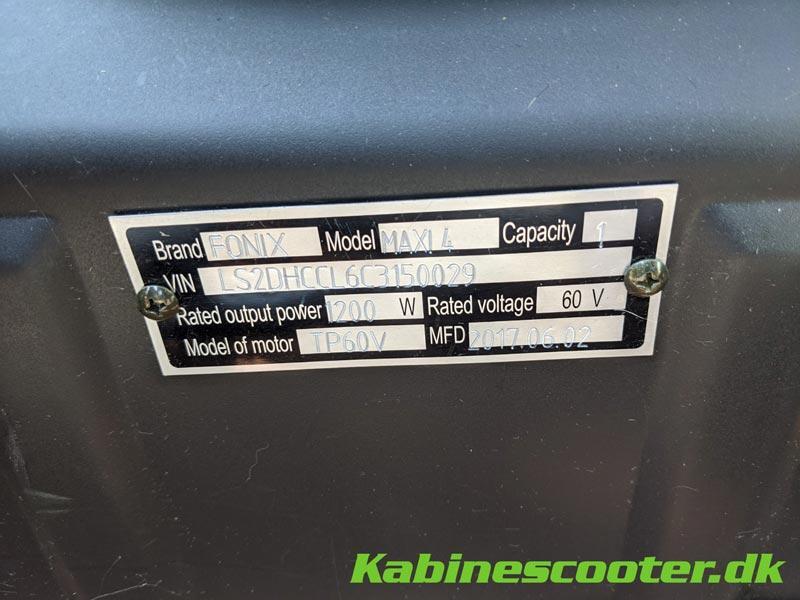 Brand FONIX Model MAXI 4 Capacity 1
VIN LS2DHCCL6C3150029
Rated output power 1200 W Rated voltage 60 V
Model of motor TP60V MFD 2017.06.02
Kabinescooter.dk